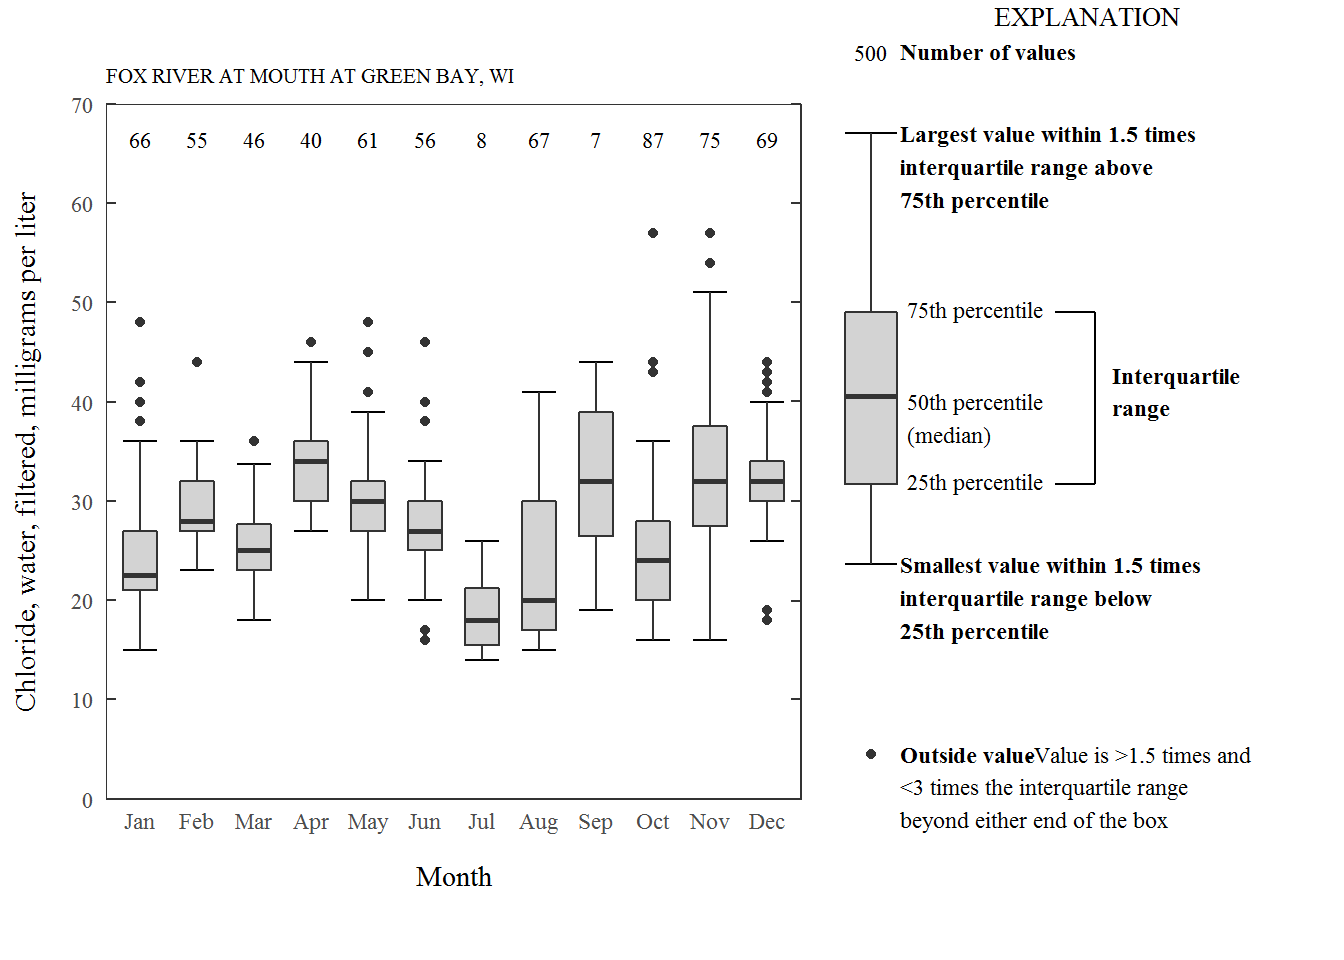 EXPLANATION
500 Number of values
FOX RIVER AT MOUTH AT GREEN BAY, WI
70
66 55 46 40 61 56 8 67 7 87 75 69
60
50
40
30
20
10
0
Chloride, water, filtered, milligrams per liter
Jan Feb Mar Apr May Jun Jul Aug Sep Oct Nov Dec
Month
Largest value within 1.5 times
interquartile range above
75th percentile
75th percentile
Interquartile
range
50th percentile
(median)
25th percentile
Smallest value within 1.5 times
interquartile range below
25th percentile
Outside value-Value is >1.5 times and
<3 times the interquartile range
beyond either end of the box